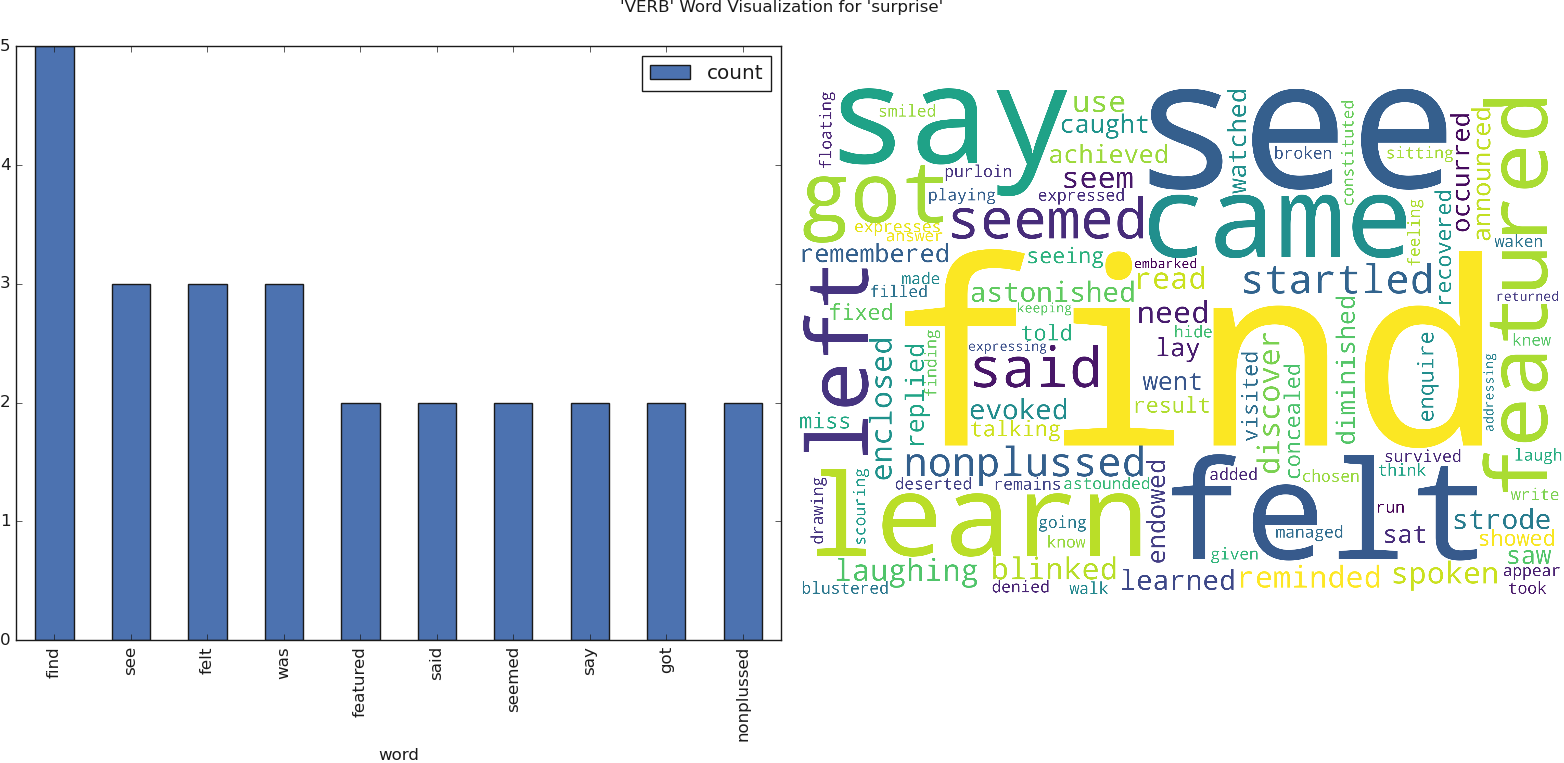 'VERB' Word Visualization for 'surprise'
count
5
4
3
2
1
0
find
see
felt
was
featured
said
seemed
say
got
nonplussed
word
floating
say
smiled
use
caught
achieved
see
watched
broken
constituted
sitting
occurred
announced
featured
got
purloin
playing
seem
expressed
expresses
answer
seemed
came
feeling
recovered
waken
remembered
seeing
embarked
read
startled
returned
made
filled
astonished
keeping
need
hide
knew
left
fixed
told
find
finding
expressing
said
lay
went
result
visited
discover
concealed
diminished
enquire
addressing
enclosed
replied
evoked
talking
miss
nonplussed
survived
think
laugh
deserted
remains
astounded
added
chosen
write
drawing
scouring
learn
going
know
endowed
felt
given
managed
run
sat
strode
showed
saw
laughing
blinked
learned
reminded
spoken
appear
took
blustered
denied
walk